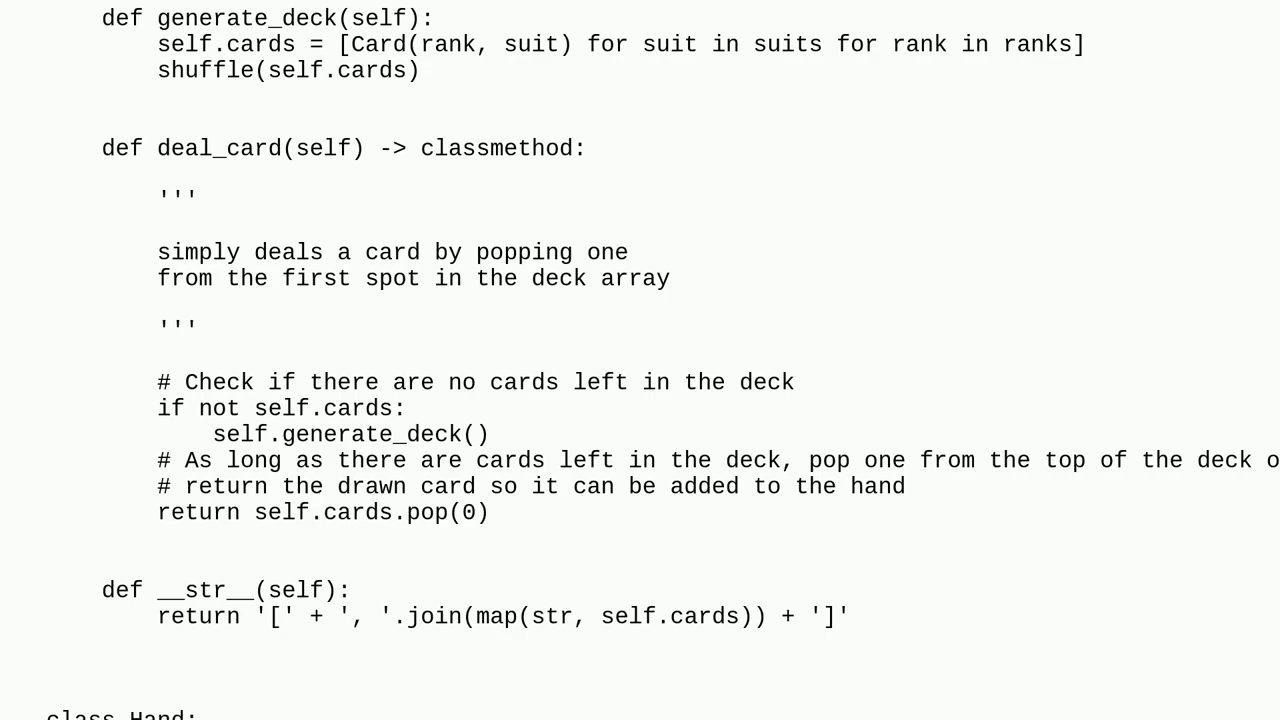 def generate_deck(self):
self.cards = [Card(rank, suit) for suit in suits for rank in ranks]
shuffle(self.cards)
def deal_card(self) -> classmethod:
'''
simply deals a card by popping one
from the first spot in the deck array
'''
# Check if there are no cards left in the deck
if not self.cards:
self.generate_deck()
# As long as there are cards left in the deck, pop one from the top of the deck o
# return the drawn card so it can be added to the hand
return self.cards.pop(0)
def __str__(self):
return '[' + ', '.join(map(str, self.cards)) + ']'
class Hand: